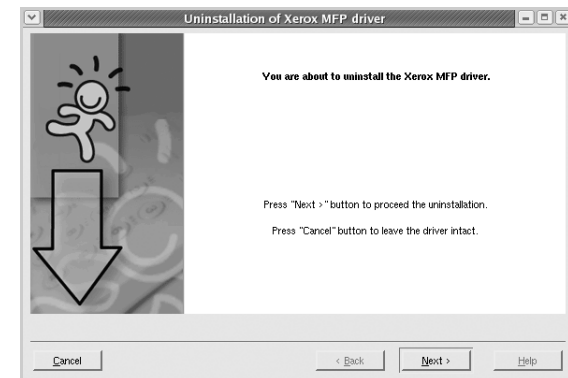 Uninstallation of Xerox MFP driver
You are about to uninstall the Xerox MFP driver.
Press "Next >" button to proceed the uninstallation.
Press "Cancel" button to leave the driver intact.
Cancel
< Back
Next >
Help